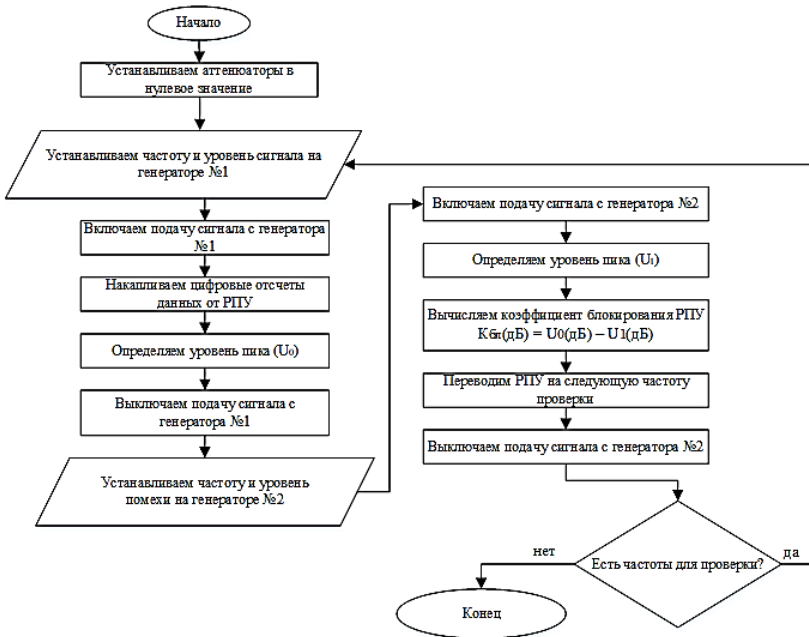 Начало
Устанавливаем аттенюаторы в
нулевое значение
Устанавливаем частоту и уровень сигнала на
генераторе №1
Включаем подачу сигнала с генератора
№1
Накапливаем цифровые отсчеты
данных от РПУ
Определяем уровень пика (U₀)
Выключаем подачу сигнала с
генератора №1
Устанавливаем частоту и уровень
помехи на генераторе №2
Включаем подачу сигнала с генератора №2
Определяем уровень пика (U₁)
Вычисляем коэффициент блокирования РПУ
Kбл(дБ) = U0(дБ) – U1(дБ)
Переводим РПУ на следующую частоту
проверки
Выключаем подачу сигнала с генератора №2
Есть частоты для проверки?
нет
да
Конец